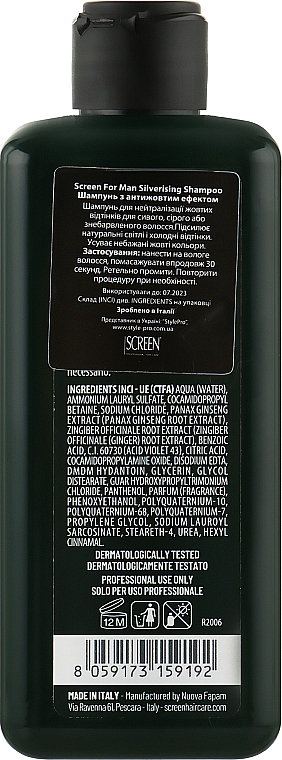 Screen For Man Silverising Shampoo
Шампунь з антижовтим ефектом
Шампунь для нейтралізації жовтих
відтінків для сивого, сірого або
знебарвленого волосся.Підсилює
натуральні світлі і холодні відтінки.
Усуває небажані жовті кольори.
Застосування: нанести на вологе
волосся, помасажувати впродовж 30
секунд. Ретельно промити. Повторити
процедуру при необхідності.
Використувати до: 07.2023
Склад (INCI) див. INGREDIENTS на упаковці
Зроблено в Італії
Представник в Україні: "StylePro",
www.style-pro.com.ua
SCREEN
necessario.
INGREDIENTS INCI - UE (CTFA) AQUA (WATER),
AMMONIUM LAURYL SULFATE, COCAMIDOPROPYL
BETAINE, SODIUM CHLORIDE, PANAX GINSENG
EXTRACT (PANAX GINSENG ROOT EXTRACT),
ZINGIBER OFFICINALE ROOT EXTRACT (ZINGIBER
OFFICINALE (GINGER) ROOT EXTRACT), BENZOIC
ACID, C.I. 60730 (ACID VIOLET 43), CITRIC ACID,
COCAMIDOPROPYLAMINE OXIDE, DISODIUM EDTA,
DMDM HYDANTOIN, GLYCERIN, GLYCOL
DISTEARATE, GUAR HYDROXYPROPYLTRIMONIUM
CHLORIDE, PANTHENOL, PARFUM (FRAGRANCE),
PHENOXYETHANOL, POLYQUATERNIUM-10,
POLYQUATERNIUM-68, POLYQUATERNIUM-7,
PROPYLENE GLYCOL, SODIUM LAUROYL
SARCOSINATE, STEARETH-4, UREA, HEXYL
CINNAMAL.
DERMATOLOGICALLY TESTED
DERMATOLOGICAMENTE TESTATO
PROFESSIONAL USE ONLY
SOLO PER USO PROFESSIONALE
12 M
R2006
8 059173 159192
MADE IN ITALY - Manufactured by Nuova Fapam
Via Ravenna 6l, Pescara - Italy - screenhaircare.com